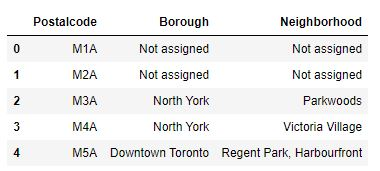 Postalcode Borough Neighborhood
0 M1A Not assigned Not assigned
1 M2A Not assigned Not assigned
2 M3A North York Parkwoods
3 M4A North York Victoria Village
4 M5A Downtown Toronto Regent Park, Harbourfront